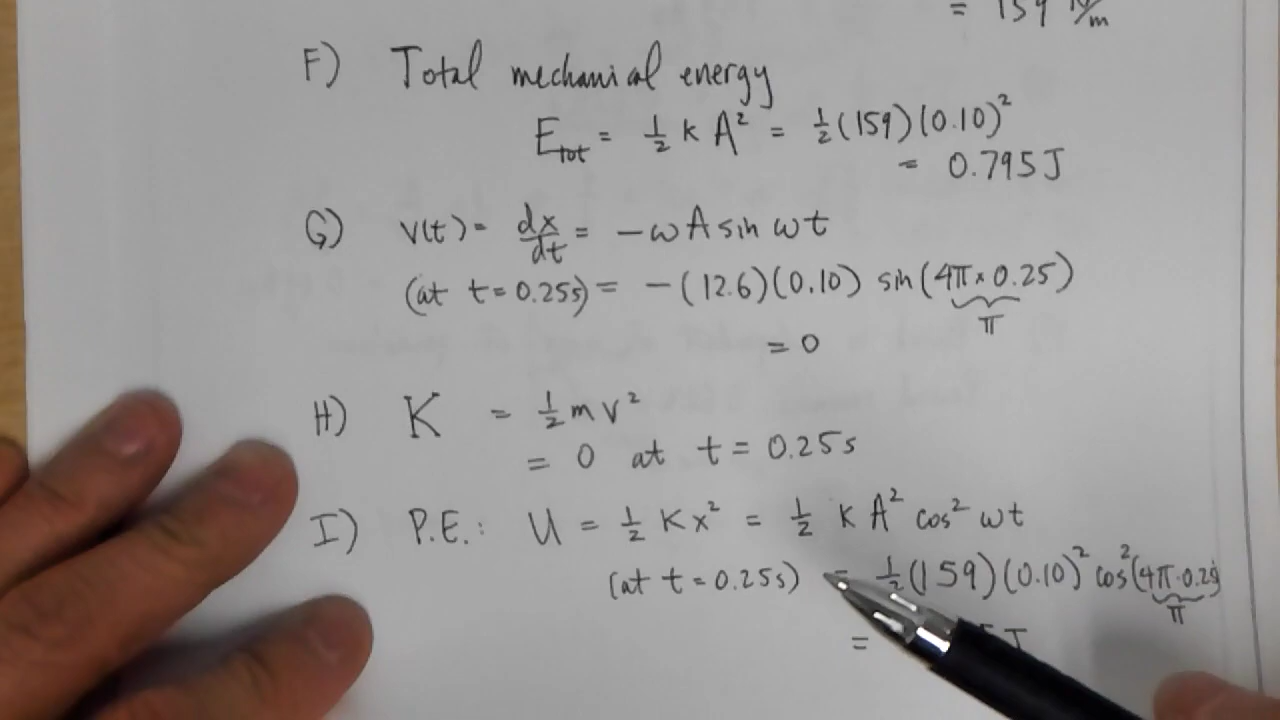 = 159 N/m
F) Total mechanical energy
E_tot = ½ k A² = ½(159)(0.10)²
= 0.795 J
G) v(t) = dx/dt = -ωA sin ωt
(at t=0.25s) = -(12.6)(0.10) sin(4π×0.25)
π
= 0
H) K = ½ m v²
= 0 at t = 0.25s
I) P.E.: U = ½ K x² = ½ K A² cos² ωt
(at t = 0.25s) = ½(159)(0.10)² cos²(4π·0.25)
π
= J